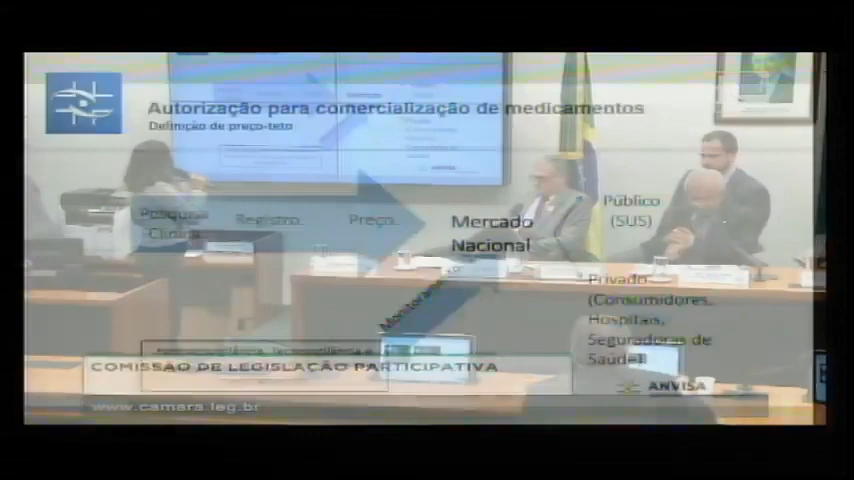 Autorização para comercialização de medicamentos
Definição de preço-teto
Pesquisa
Clínica
Registro
Preço
Mercado
Nacional
Público
(SUS)
Privado
(Consumidores,
Hospitais,
Seguradoras de
Saúde)
COMISSÃO DE LEGISLAÇÃO PARTICIPATIVA
ANVISA
www.camara.leg.br